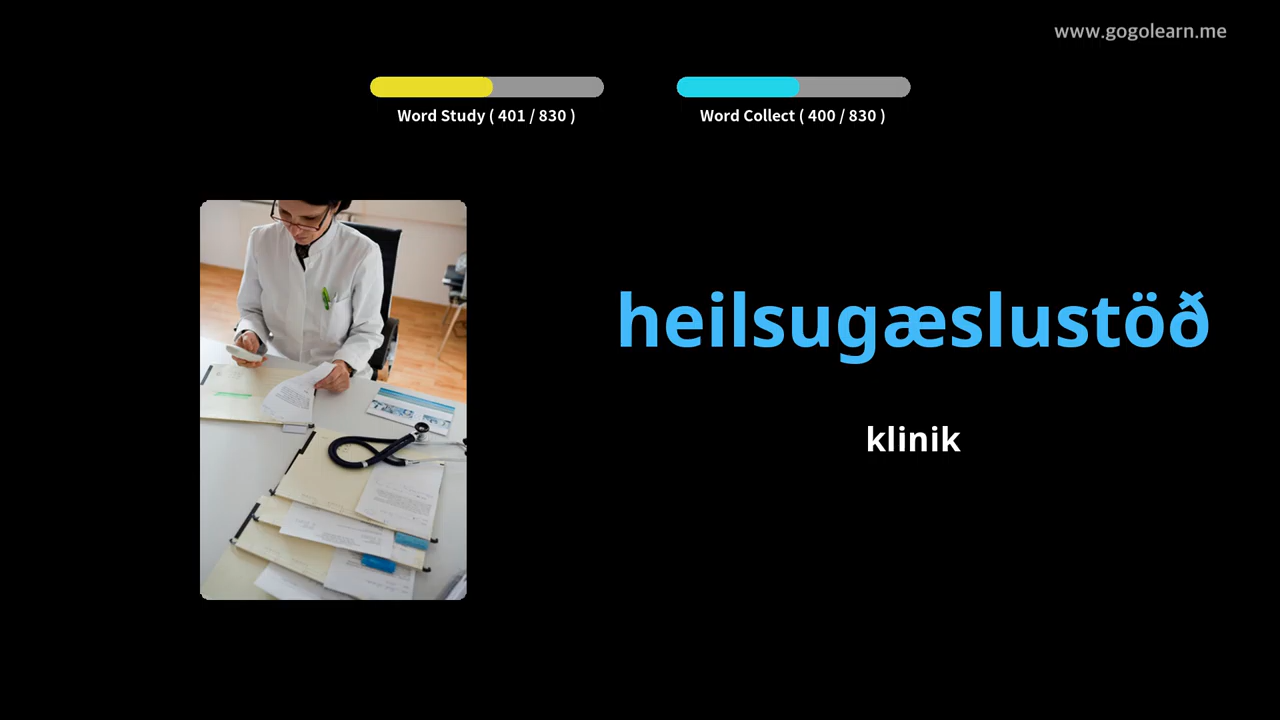 www.gogolearn.me
Word Study ( 401 / 830 )
Word Collect ( 400 / 830 )
heilsugæslustöð
klinik